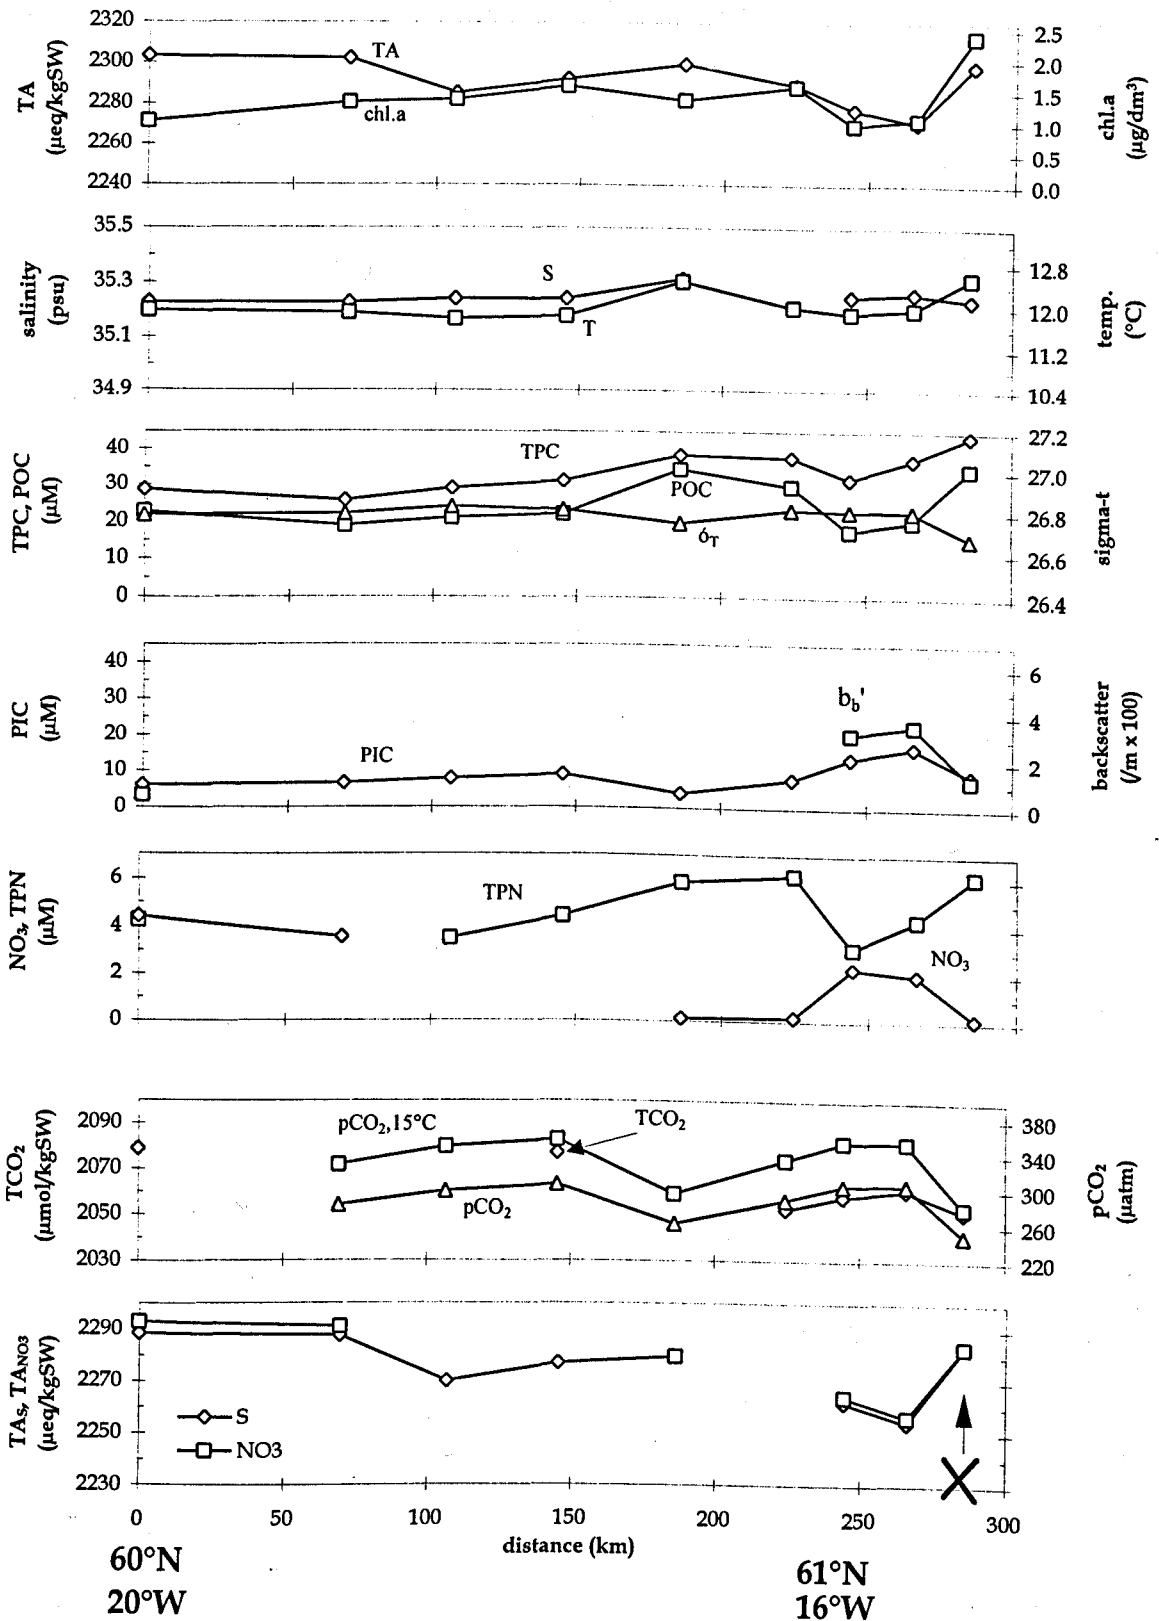 2320
2300
2280
2260
2240
TA
(µeq/kgSW)
TA
chl.a
2.5
2.0
1.5
1.0
0.5
0.0
chl.a
(µg/dm³)
35.5
35.3
35.1
34.9
salinity
(psu)
S
T
12.8
12.0
11.2
10.4
temp.
(°C)
40
30
20
10
0
TPC, POC
(µM)
TPC
POC
σT
27.2
27.0
26.8
26.6
26.4
sigma-t
40
30
20
10
0
PIC
(µM)
PIC
bb'
6
4
2
0
backscatter
(/m x 100)
6
4
2
0
NO3, TPN
(µM)
TPN
NO3
2090
2070
2050
2030
TCO2
(µmol/kgSW)
pCO2,15°C
TCO2
pCO2
380
340
300
260
220
pCO2
(µatm)
2290
2270
2250
2230
TAS, TANO3
(µeq/kgSW)
S
NO3
X
0 50 100 150 200 250 300
distance (km)
60°N
20°W
61°N
16°W